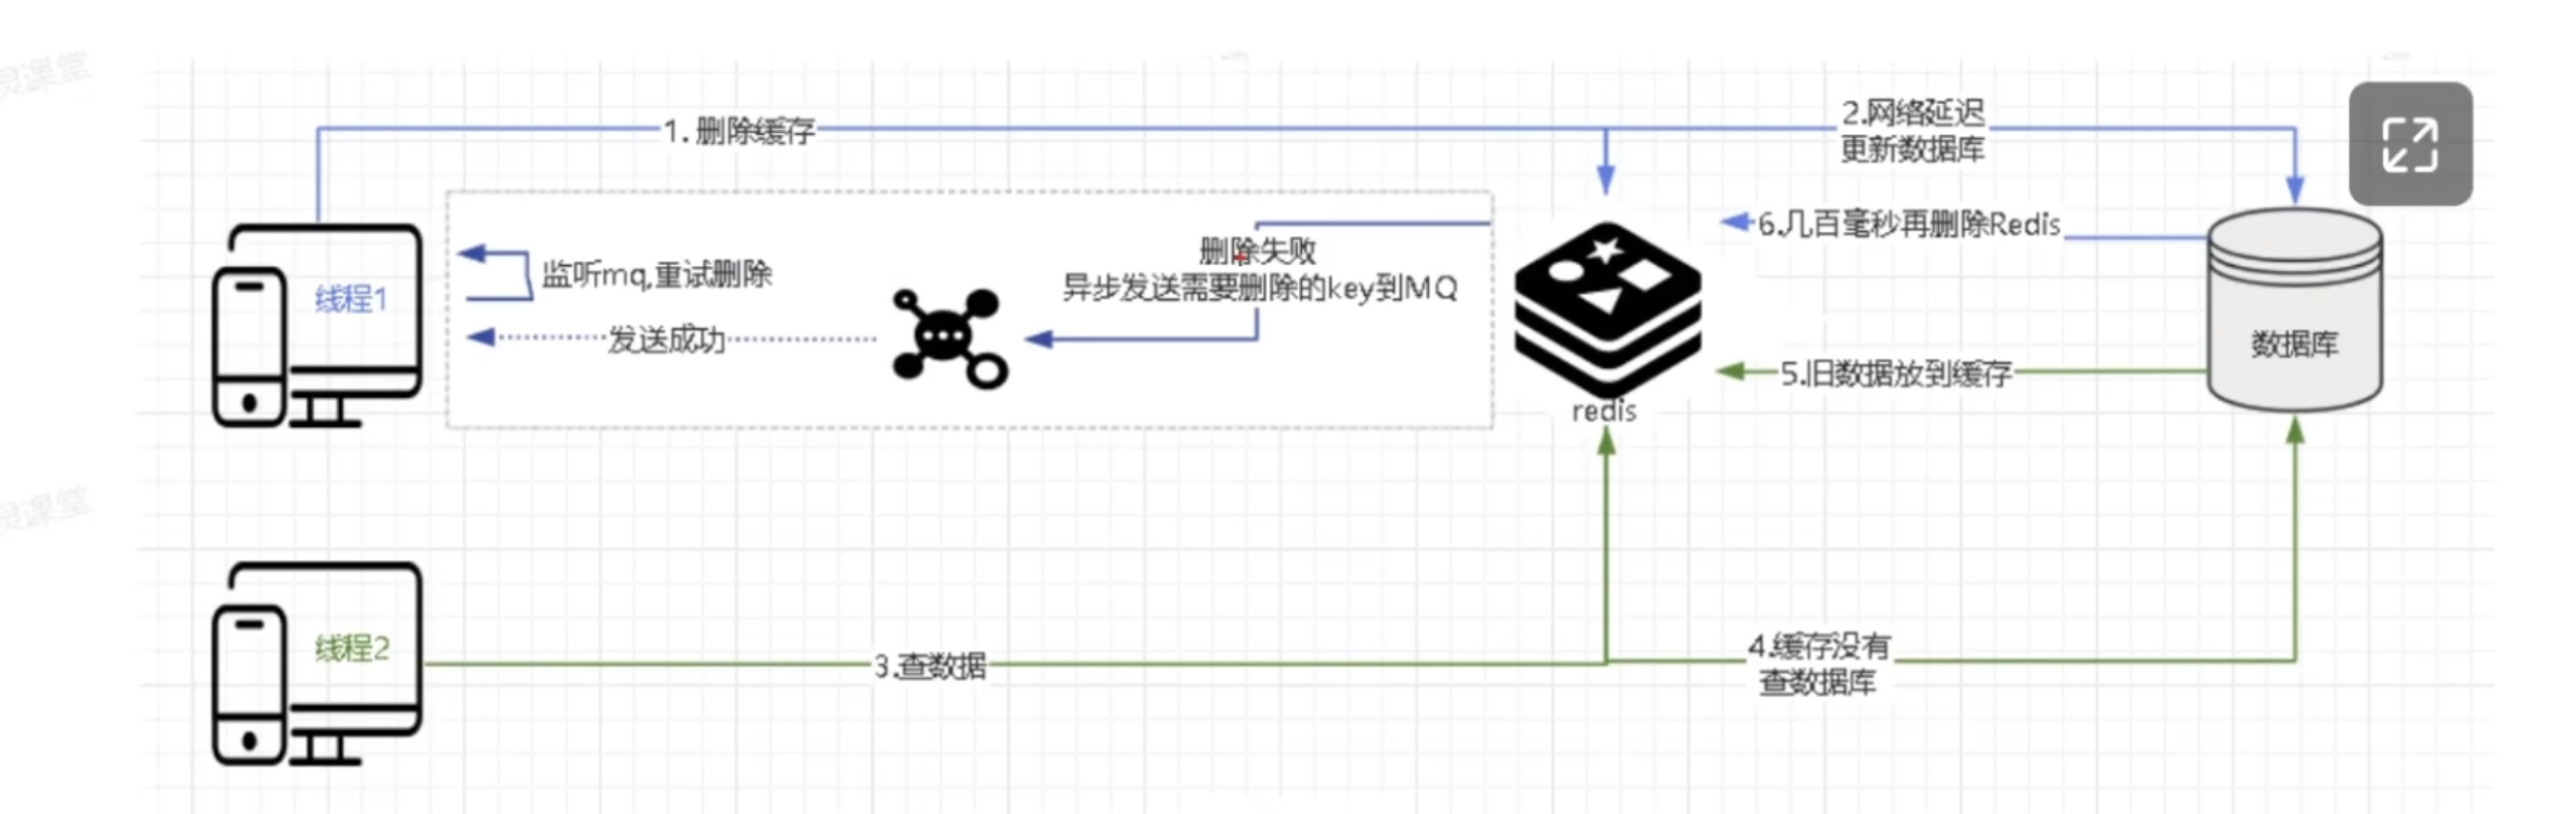 灵课堂
1. 删除缓存
2.网络延迟
更新数据库
6.几百毫秒再删除Redis
删除失败
异步发送需要删除的key到MQ
监听mq,重试删除
线程1
发送成功
数据库
5.旧数据放到缓存
redis
灵课堂
线程2
3.查数据
4.缓存没有
查数据库